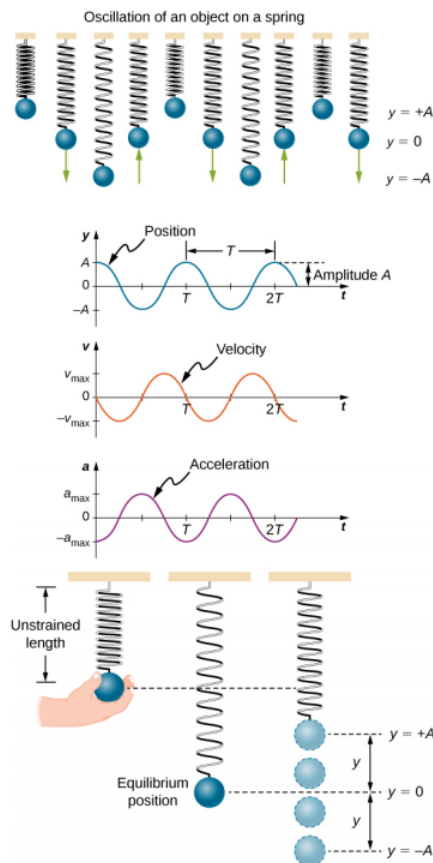 Oscillation of an object on a spring
y = +A
y = 0
y = −A
y
Position
T
A
Amplitude A
0
T
2T
t
−A
v
Velocity
vmax
0
T
2T
t
−vmax
a
Acceleration
amax
0
T
2T
t
−amax
Unstrained
length
y = +A
y
Equilibrium
position
y = 0
y
y = −A